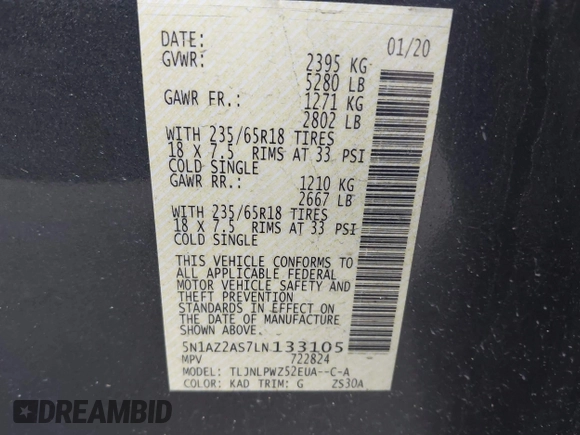 DATE: 01/20
GVWR: 2395 KG
5280 LB
GAWR FR.: 1271 KG
2802 LB
WITH 235/65R18 TIRES
18 X 7.5 RIMS AT 33 PSI
COLD SINGLE
GAWR RR.: 1210 KG
2667 LB
WITH 235/65R18 TIRES
18 X 7.5 RIMS AT 33 PSI
COLD SINGLE
THIS VEHICLE CONFORMS TO
ALL APPLICABLE FEDERAL
MOTOR VEHICLE SAFETY AND
THEFT PREVENTION
STANDARDS IN EFFECT ON
THE DATE OF MANUFACTURE
SHOWN ABOVE.
5N1AZ2AS7LN133105
MPV 722824
MODEL: TLJNLPWZ52EUA--C-A
COLOR: KAD TRIM: G ZS30A
DREAMBID